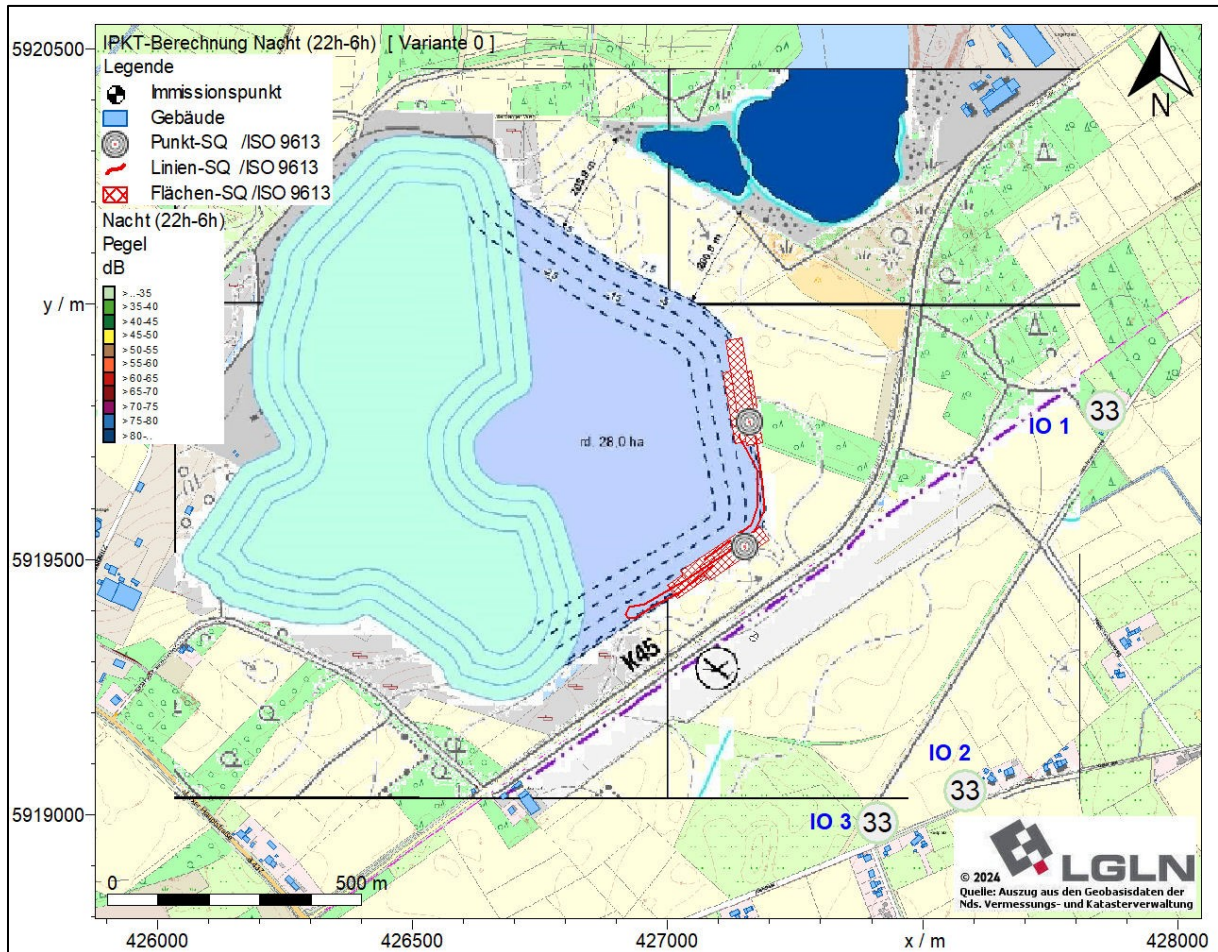 IPKT-Berechnung Nacht (22h-6h) [ Variante 0 ]
Legende
Immissionspunkt
Gebäude
Punkt-SQ /ISO 9613
Linien-SQ /ISO 9613
Flächen-SQ /ISO 9613
Nacht (22h-6h)
Pegel
dB
>...-35
>35-40
>40-45
>45-50
>50-55
>55-60
>60-65
>65-70
>70-75
>75-80
>80-..
5920500
y / m
5919500
5919000
N
7.5
7.5
rd. 28,0 ha
IO 1
33
K45
IO 2
33
IO 3
33
0
500 m
LGLN
© 2024
Quelle: Auszug aus den Geobasisdaten der
Nds. Vermessungs- und Katasterverwaltung
426000
426500
427000
x / m
428000